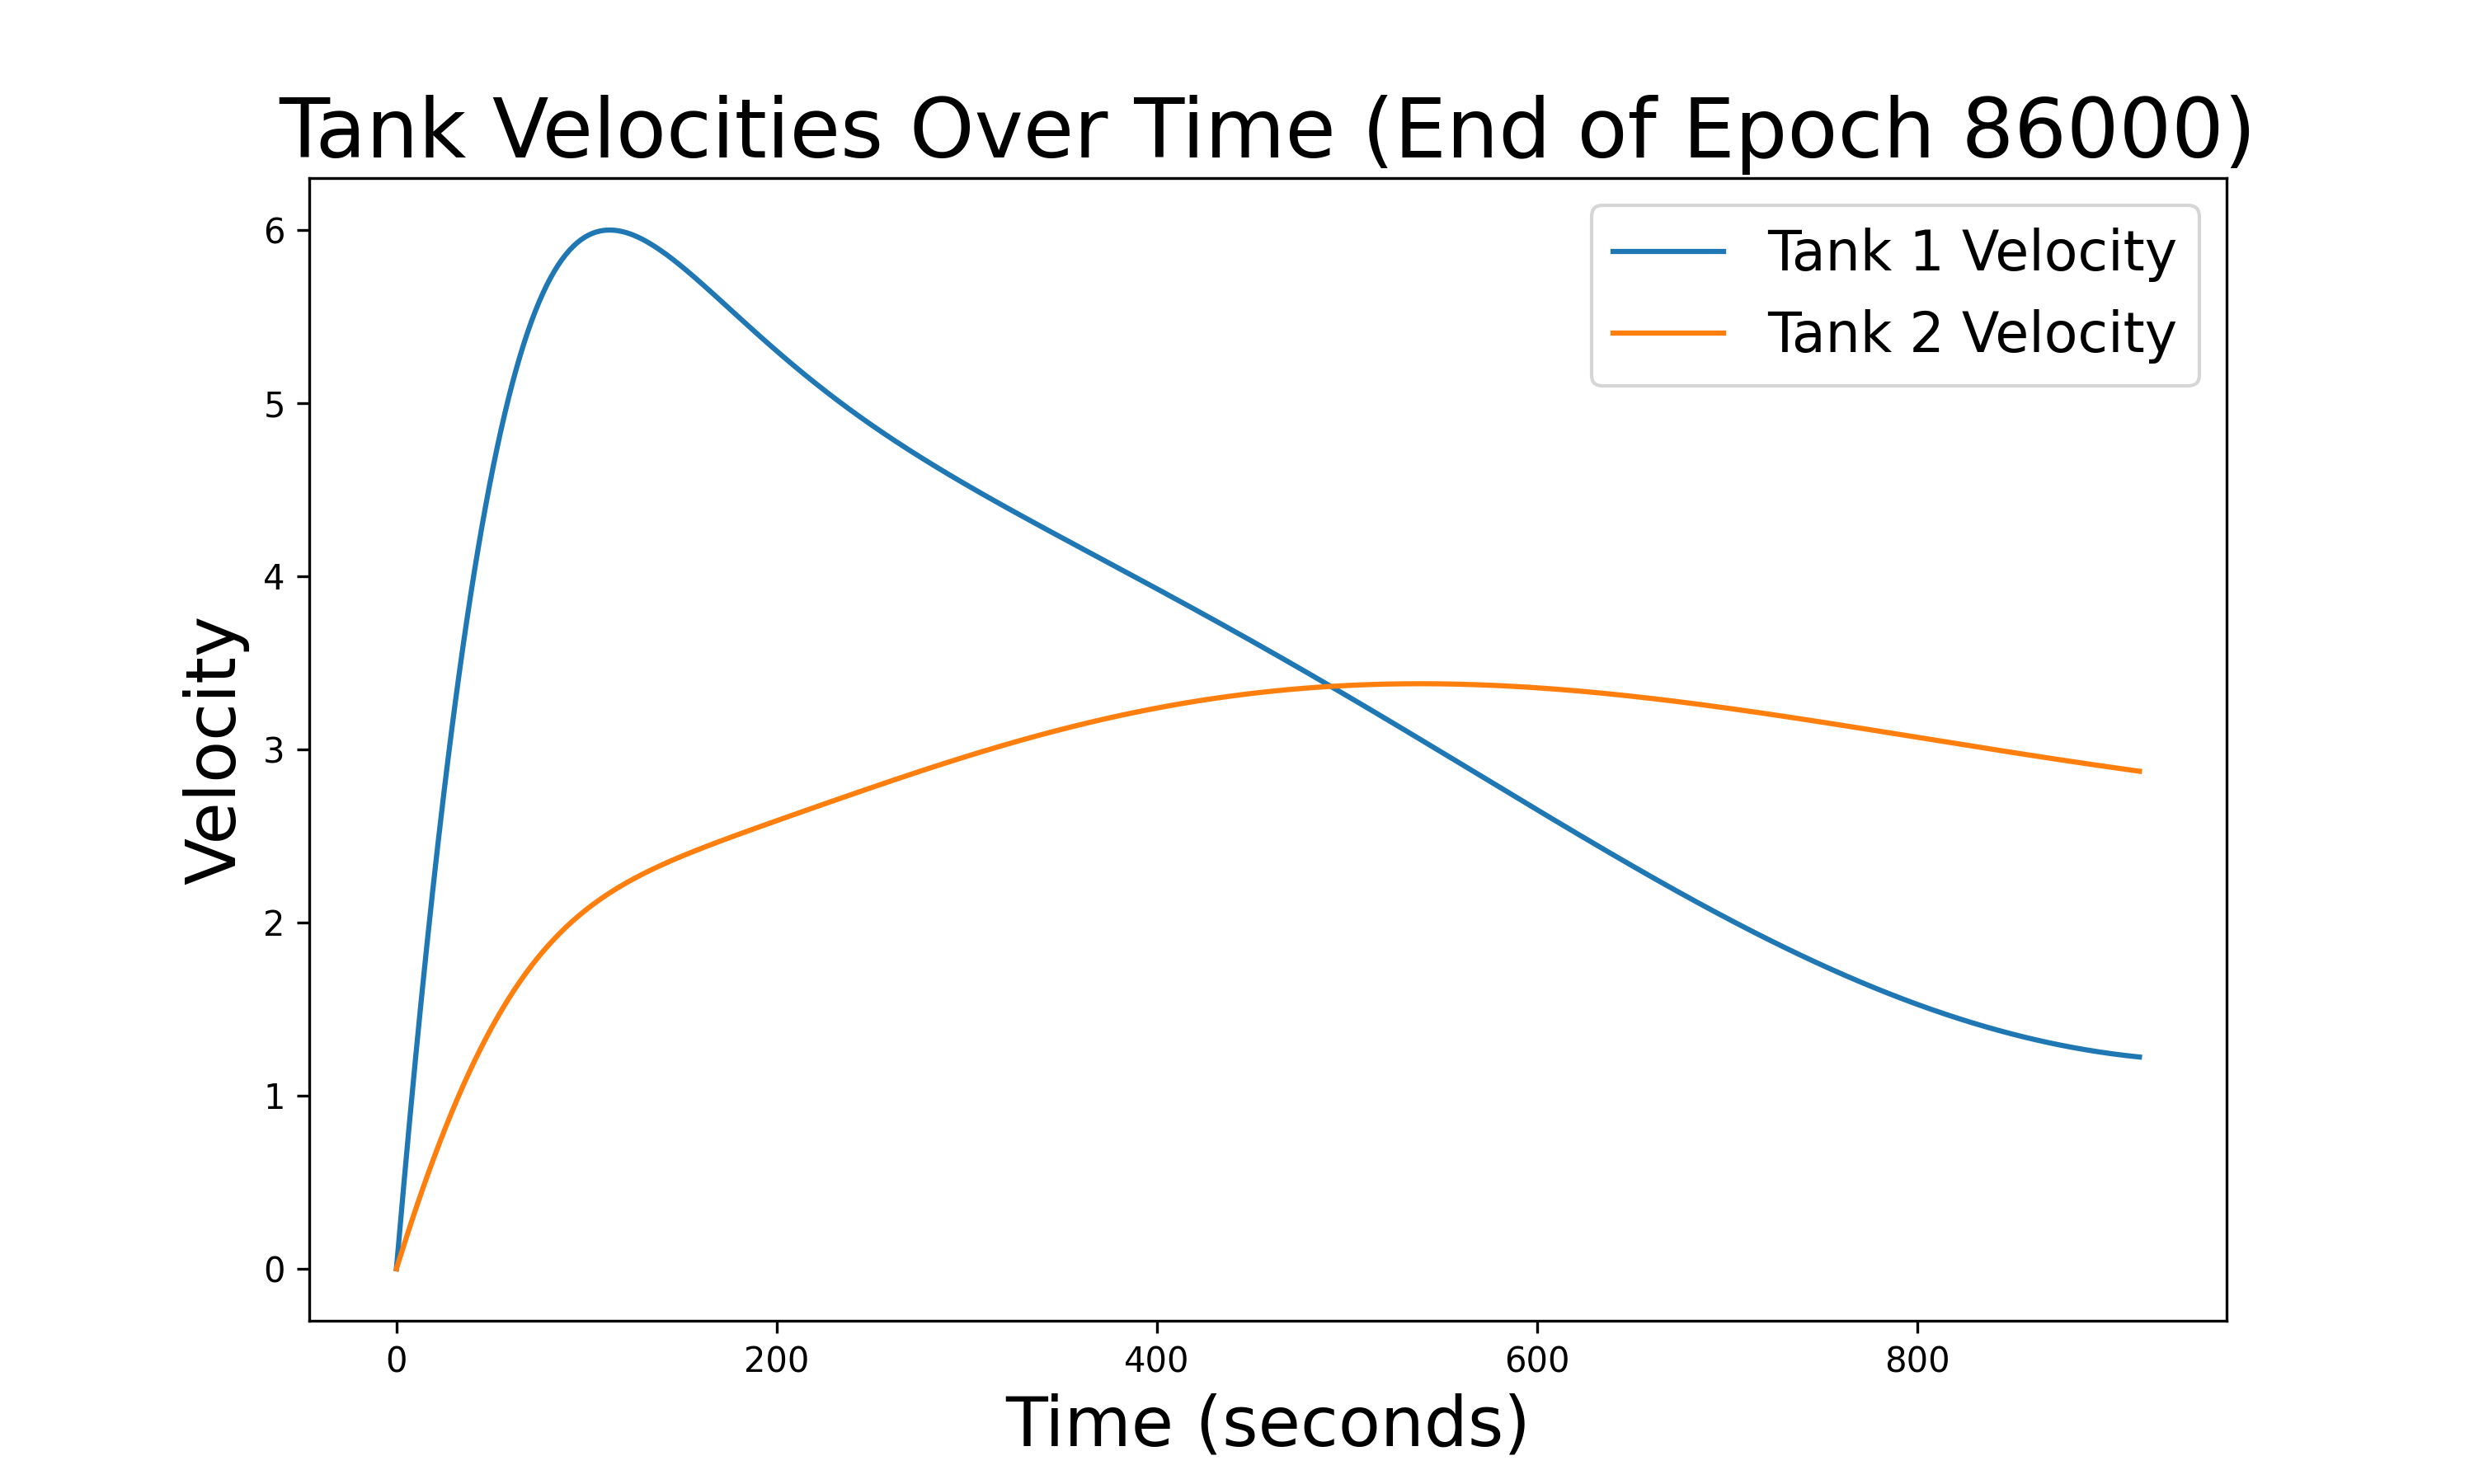 Tank Velocities Over Time (End of Epoch 86000)
Tank 1 Velocity
Tank 2 Velocity
Velocity
6
5
4
3
2
1
0
0 200 400 600 800
Time (seconds)